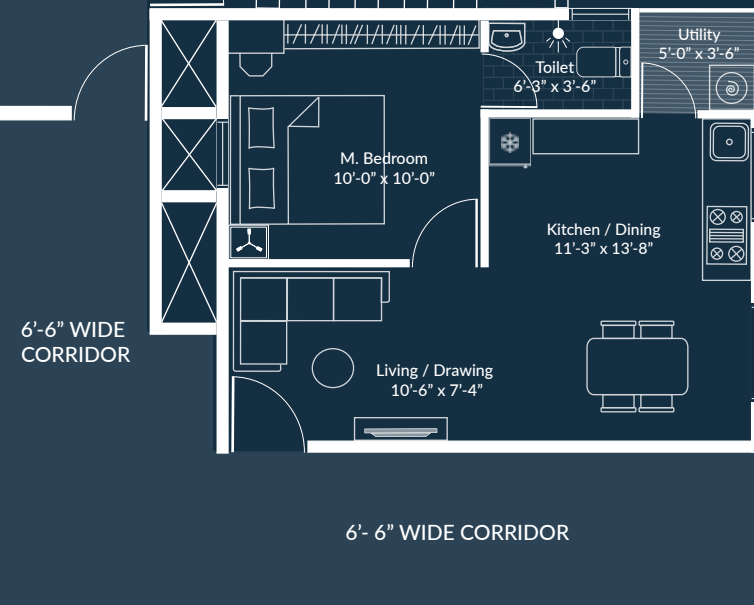 Utility
5’-0” x 3’-6”
Toilet
6’-3” x 3’-6”
M. Bedroom
10’-0” x 10’-0”
Kitchen / Dining
11’-3” x 13’-8”
6’-6” WIDE
CORRIDOR
Living / Drawing
10’-6” x 7’-4”
6’- 6” WIDE CORRIDOR